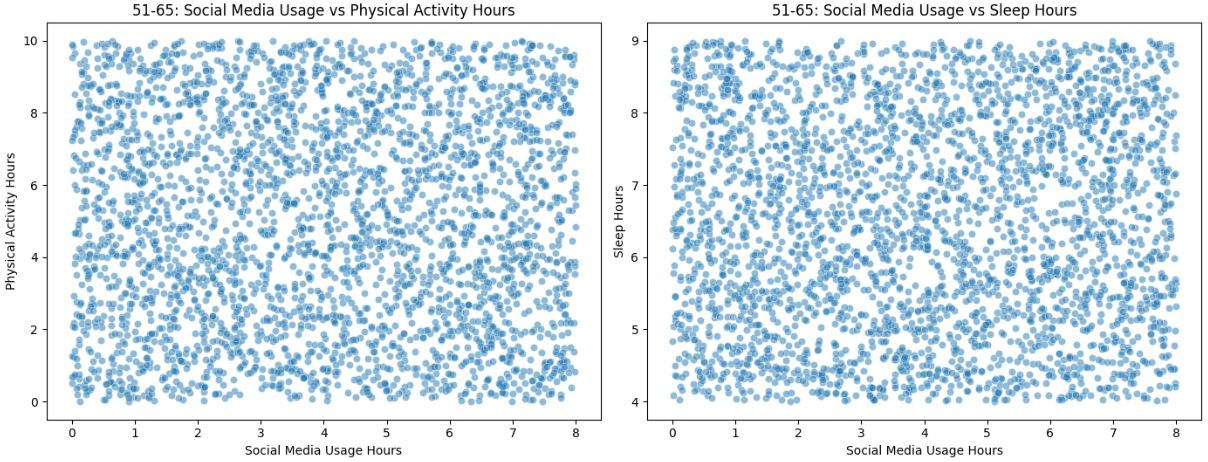 51-65: Social Media Usage vs Physical Activity Hours
Physical Activity Hours
10
8
6
4
2
0
0 1 2 3 4 5 6 7 8
Social Media Usage Hours
51-65: Social Media Usage vs Sleep Hours
Sleep Hours
9
8
7
6
5
4
0 1 2 3 4 5 6 7 8
Social Media Usage Hours